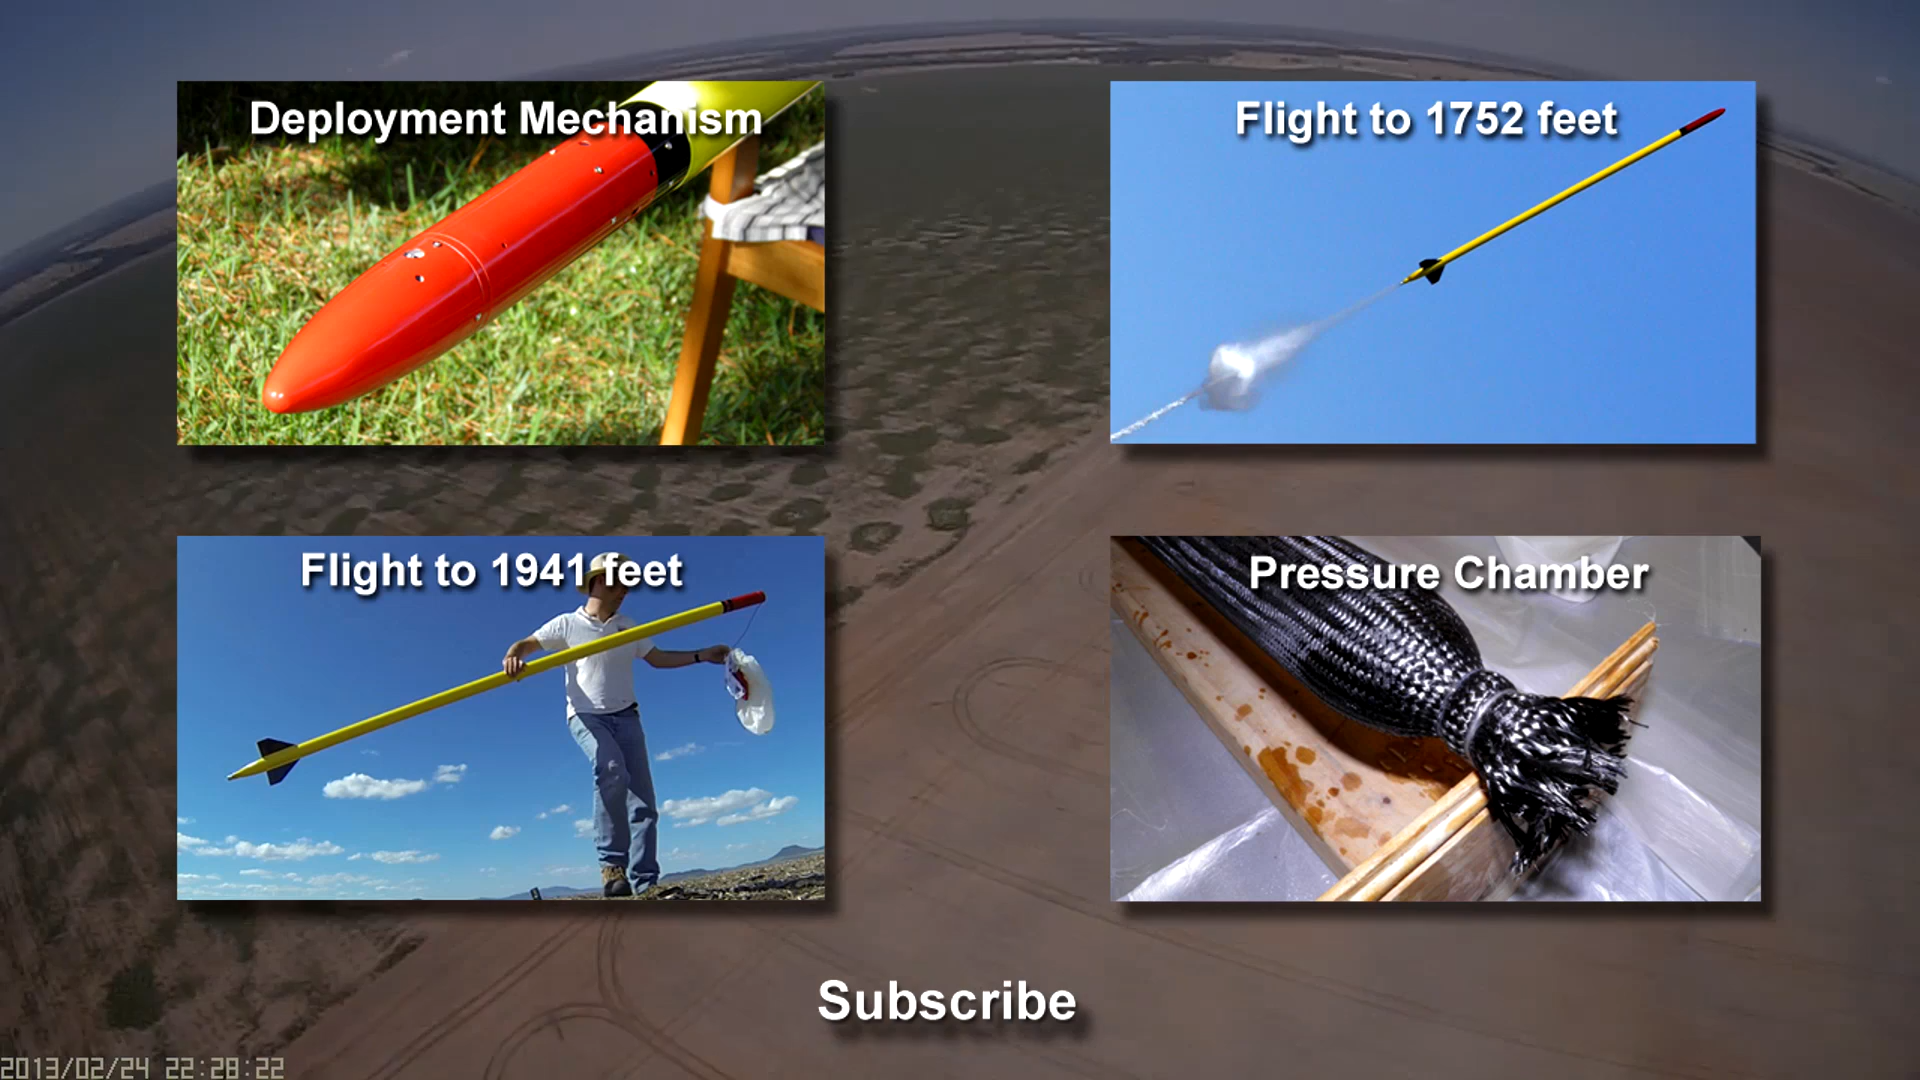 Deployment Mechanism
Flight to 1752 feet
Flight to 1941 feet
Pressure Chamber
Subscribe
2013/02/24 22:28:22